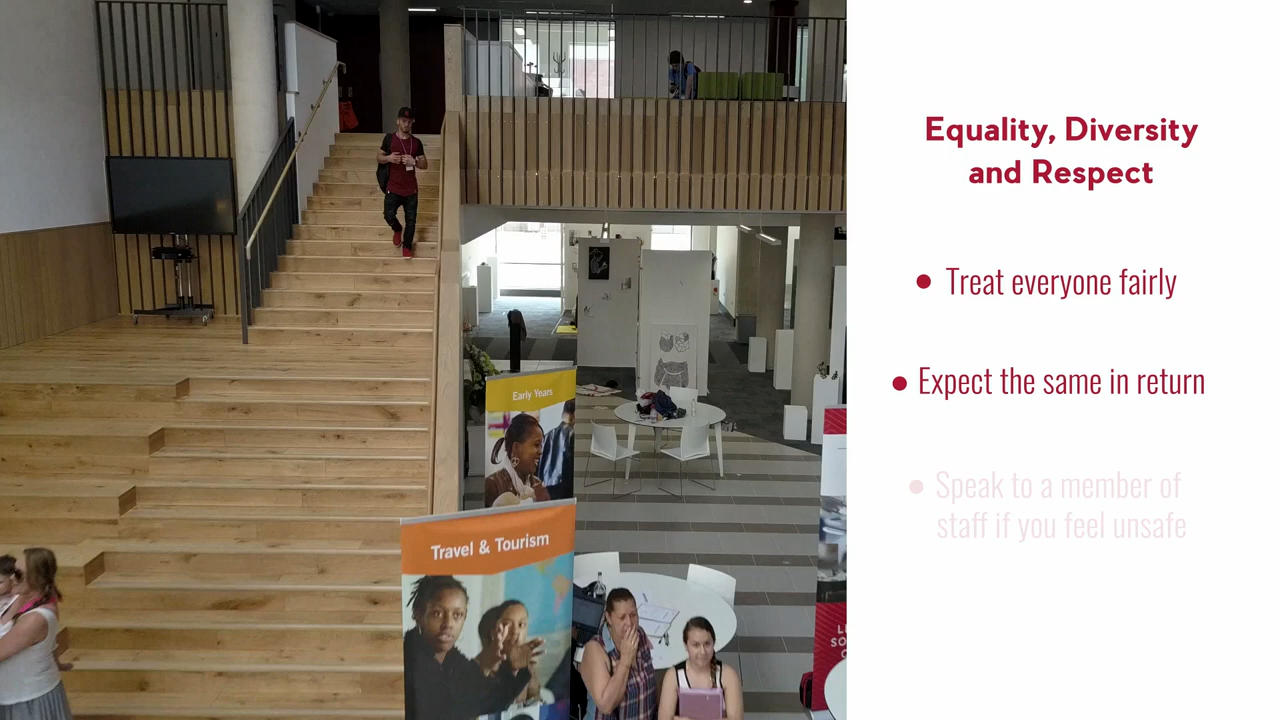 Equality, Diversity
and Respect
● Treat everyone fairly
● Expect the same in return
● Speak to a member of
staff if you feel unsafe
Early Years
Travel & Tourism